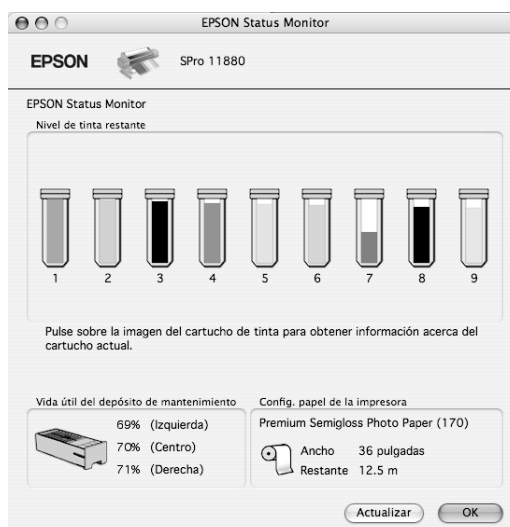 EPSON Status Monitor
EPSON SPro 11880
EPSON Status Monitor
Nivel de tinta restante
1 2 3 4 5 6 7 8 9
Pulse sobre la imagen del cartucho de tinta para obtener información acerca del
cartucho actual.
Vida útil del depósito de mantenimiento
69% (Izquierda)
70% (Centro)
71% (Derecha)
Config. papel de la impresora
Premium Semigloss Photo Paper (170)
Ancho 36 pulgadas
Restante 12.5 m
Actualizar OK